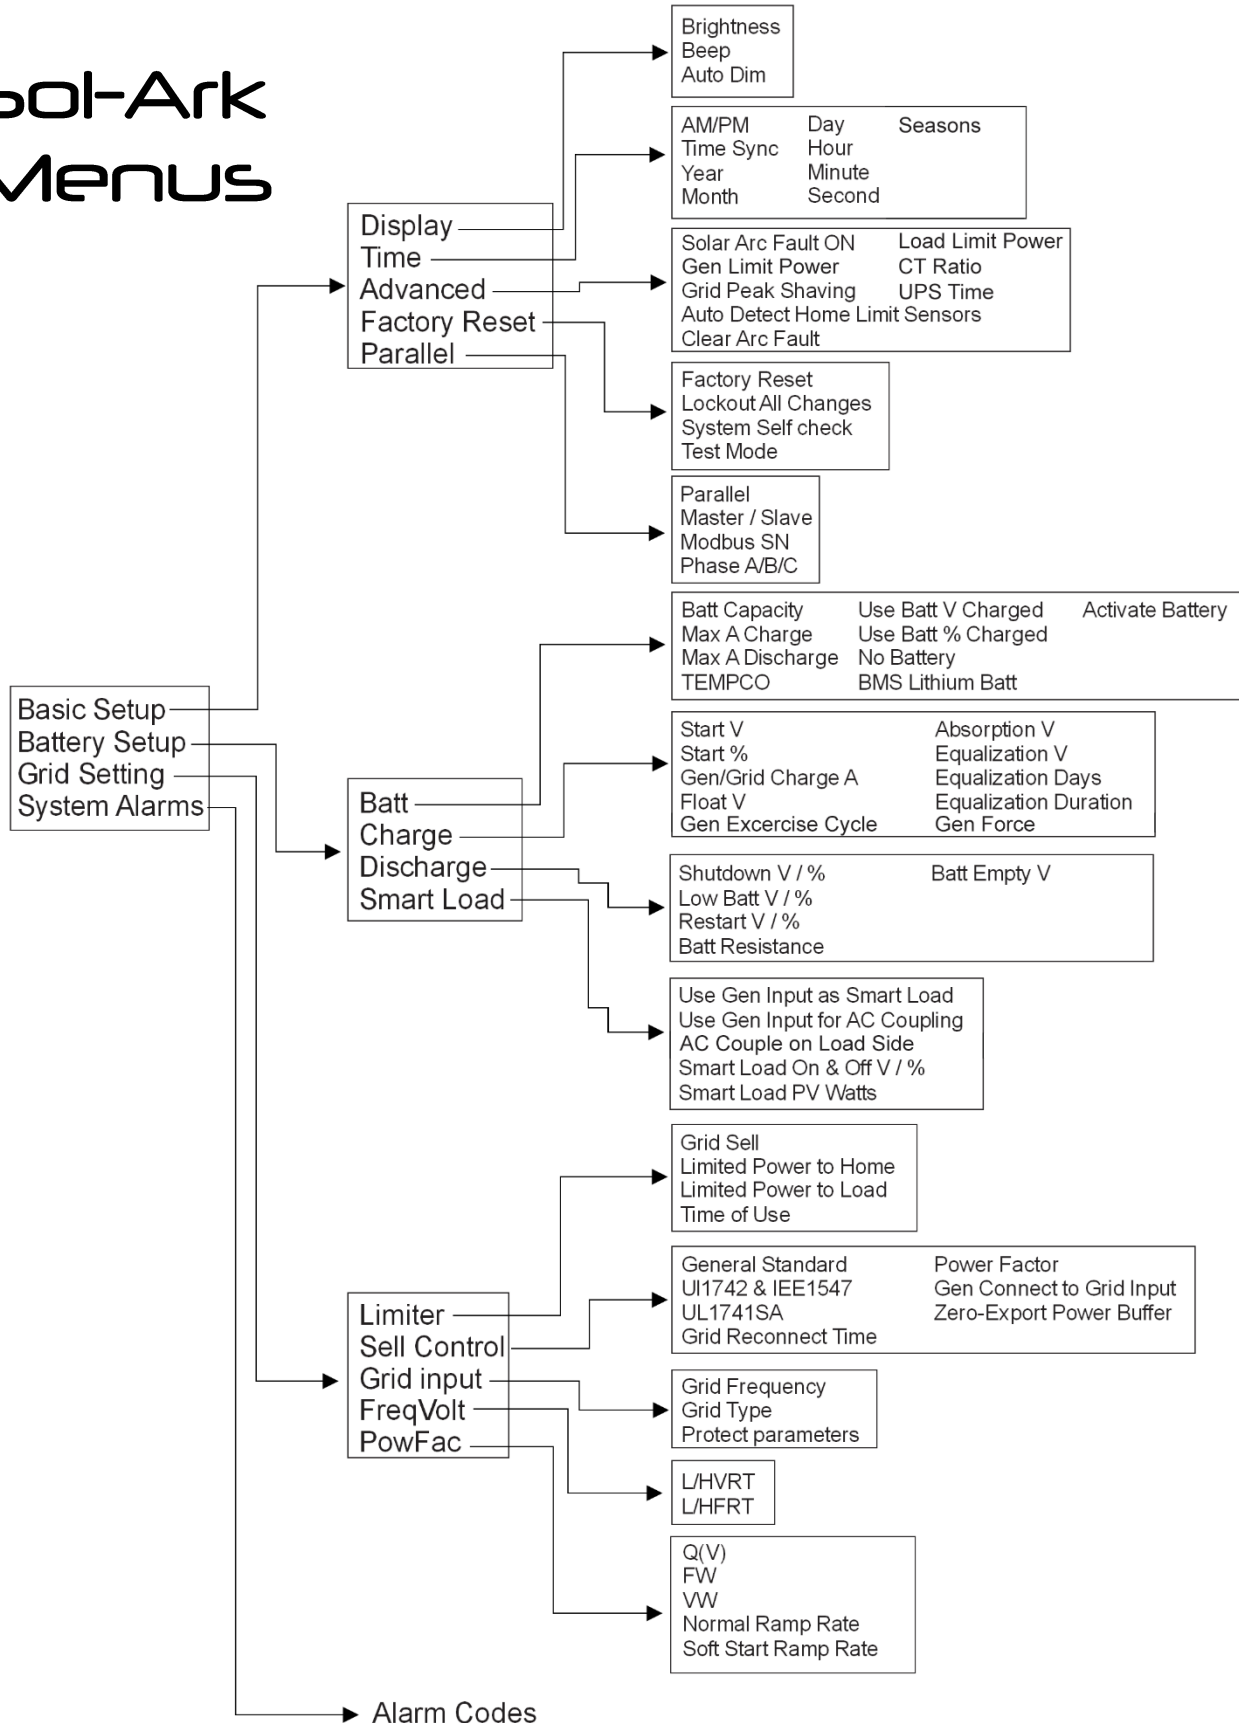 Sol-Ark
Menus
Brightness
Beep
Auto Dim
AM/PM Day Seasons
Time Sync Hour
Year Minute
Month Second
Display
Time
Advanced
Factory Reset
Parallel
Solar Arc Fault ON Load Limit Power
Gen Limit Power CT Ratio
Grid Peak Shaving UPS Time
Auto Detect Home Limit Sensors
Clear Arc Fault
Factory Reset
Lockout All Changes
System Self check
Test Mode
Parallel
Master / Slave
Modbus SN
Phase A/B/C
Basic Setup
Battery Setup
Grid Setting
System Alarms
Batt Capacity Use Batt V Charged Activate Battery
Max A Charge Use Batt % Charged
Max A Discharge No Battery
TEMPCO BMS Lithium Batt
Batt
Charge
Discharge
Smart Load
Start V Absorption V
Start % Equalization V
Gen/Grid Charge A Equalization Days
Float V Equalization Duration
Gen Excercise Cycle Gen Force
Shutdown V / % Batt Empty V
Low Batt V / %
Restart V / %
Batt Resistance
Use Gen Input as Smart Load
Use Gen Input for AC Coupling
AC Couple on Load Side
Smart Load On & Off V / %
Smart Load PV Watts
Limiter
Sell Control
Grid input
FreqVolt
PowFac
Grid Sell
Limited Power to Home
Limited Power to Load
Time of Use
General Standard Power Factor
UI1742 & IEE1547 Gen Connect to Grid Input
UL1741SA Zero-Export Power Buffer
Grid Reconnect Time
Grid Frequency
Grid Type
Protect parameters
L/HVRT
L/HFRT
Q(V)
FW
VW
Normal Ramp Rate
Soft Start Ramp Rate
Alarm Codes